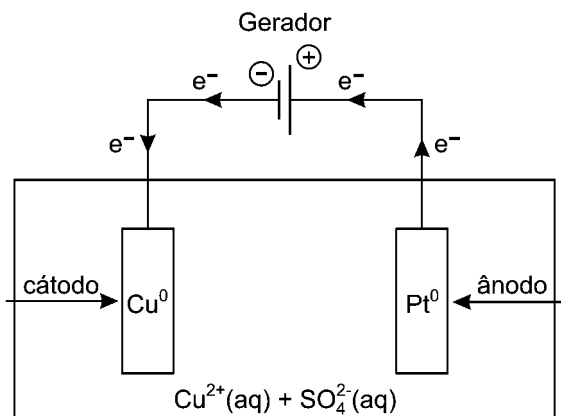 Gerador
⊖ ⊕
e⁻ e⁻
e⁻ e⁻
cátodo Cu⁰ Pt⁰ ânodo
Cu²⁺(aq) + SO₄²⁻(aq)